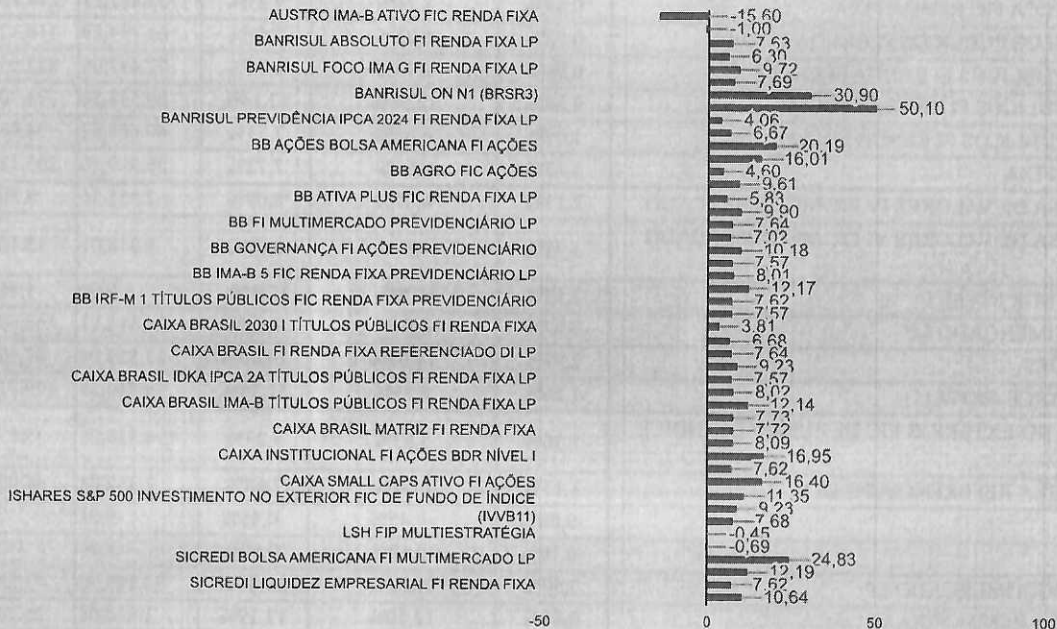 AUSTRO IMA-B ATIVO FIC RENDA FIXA -15,60
-1,00
BANRISUL ABSOLUTO FI RENDA FIXA LP 7,53
6,30
BANRISUL FOCO IMA G FI RENDA FIXA LP 9,72
7,69
BANRISUL ON N1 (BRSR3) 30,90
50,10
BANRISUL PREVIDÊNCIA IPCA 2024 FI RENDA FIXA LP 4,06
6,67
BB AÇÕES BOLSA AMERICANA FI AÇÕES 20,19
16,01
BB AGRO FIC AÇÕES 4,60
9,61
BB ATIVA PLUS FIC RENDA FIXA LP 5,83
9,90
BB FI MULTIMERCADO PREVIDENCIÁRIO LP 7,64
7,02
BB GOVERNANÇA FI AÇÕES PREVIDENCIÁRIO 10,18
7,57
BB IMA-B 5 FIC RENDA FIXA PREVIDENCIÁRIO LP 8,01
12,17
BB IRF-M 1 TÍTULOS PÚBLICOS FIC RENDA FIXA PREVIDENCIÁRIO 7,62
7,57
CAIXA BRASIL 2030 I TÍTULOS PÚBLICOS FI RENDA FIXA 3,81
6,68
CAIXA BRASIL FI RENDA FIXA REFERENCIADO DI LP 7,64
9,23
CAIXA BRASIL IDKA IPCA 2A TÍTULOS PÚBLICOS FI RENDA FIXA LP 7,57
8,02
CAIXA BRASIL IMA-B TÍTULOS PÚBLICOS FI RENDA FIXA LP 12,14
7,73
CAIXA BRASIL MATRIZ FI RENDA FIXA 7,72
8,09
CAIXA INSTITUCIONAL FI AÇÕES BDR NÍVEL I 16,95
7,62
CAIXA SMALL CAPS ATIVO FI AÇÕES 16,40
ISHARES S&P 500 INVESTIMENTO NO EXTERIOR FIC DE FUNDO DE ÍNDICE 11,35
(IVVB11) 9,23
7,68
LSH FIP MULTIESTRATÉGIA -0,45
-0,69
SICREDI BOLSA AMERICANA FI MULTIMERCADO LP 24,83
12,19
SICREDI LIQUIDEZ EMPRESARIAL FI RENDA FIXA 7,62
10,64
-50 0 50 100